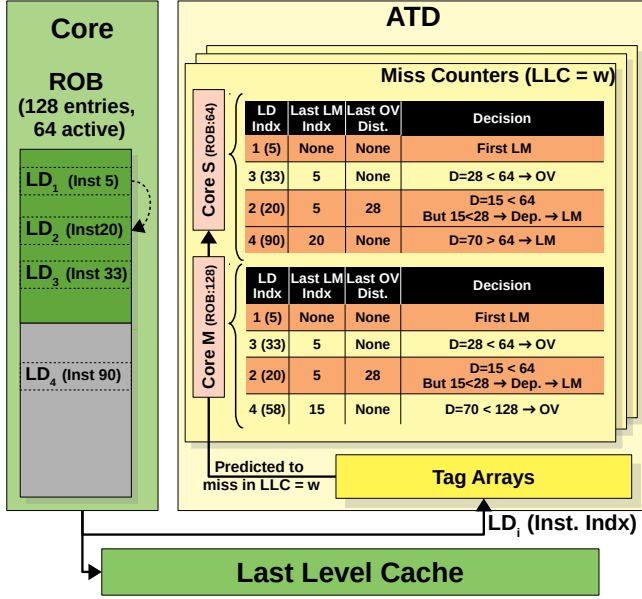 Core
ROB
(128 entries,
64 active)
LD1 (Inst 5)
LD2 (Inst20)
LD3 (Inst 33)
LD4 (Inst 90)
ATD
Miss Counters (LLC = w)
Core S (ROB:64)
LD Indx Last LM Indx Last OV Dist. Decision
1 (5) None None First LM
3 (33) 5 None D=28 < 64 → OV
2 (20) 5 28 D=15 < 64
But 15<28 → Dep. → LM
4 (90) 20 None D=70 > 64 → LM
Core M (ROB:128)
LD Indx Last LM Indx Last OV Dist. Decision
1 (5) None None First LM
3 (33) 5 None D=28 < 64 → OV
2 (20) 5 28 D=15 < 64
But 15<28 → Dep. → LM
4 (58) 15 None D=70 < 128 → OV
Predicted to
miss in LLC = w
Tag Arrays
LDi (Inst. Indx)
Last Level Cache